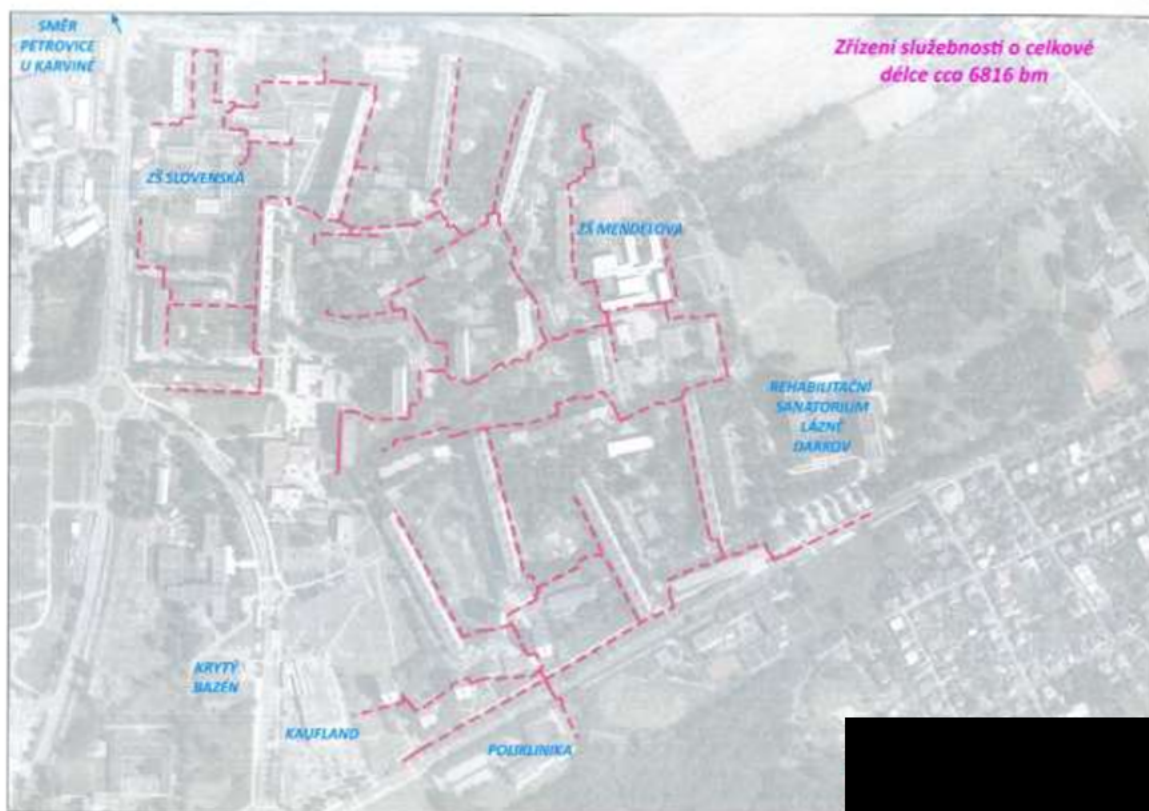 SMĚR
PETROVICE
U KARVINÉ
Zřízení služebnosti o celkové
délce cca 6816 bm
ZŠ SLOVENSKÁ
ZŠ MENDELOVA
REHABILITAČNÍ
SANATORIUM
LÁZNĚ
DARKOV
KRYTÝ
BAZÉN
KAUFLAND
POLIKLINIKA